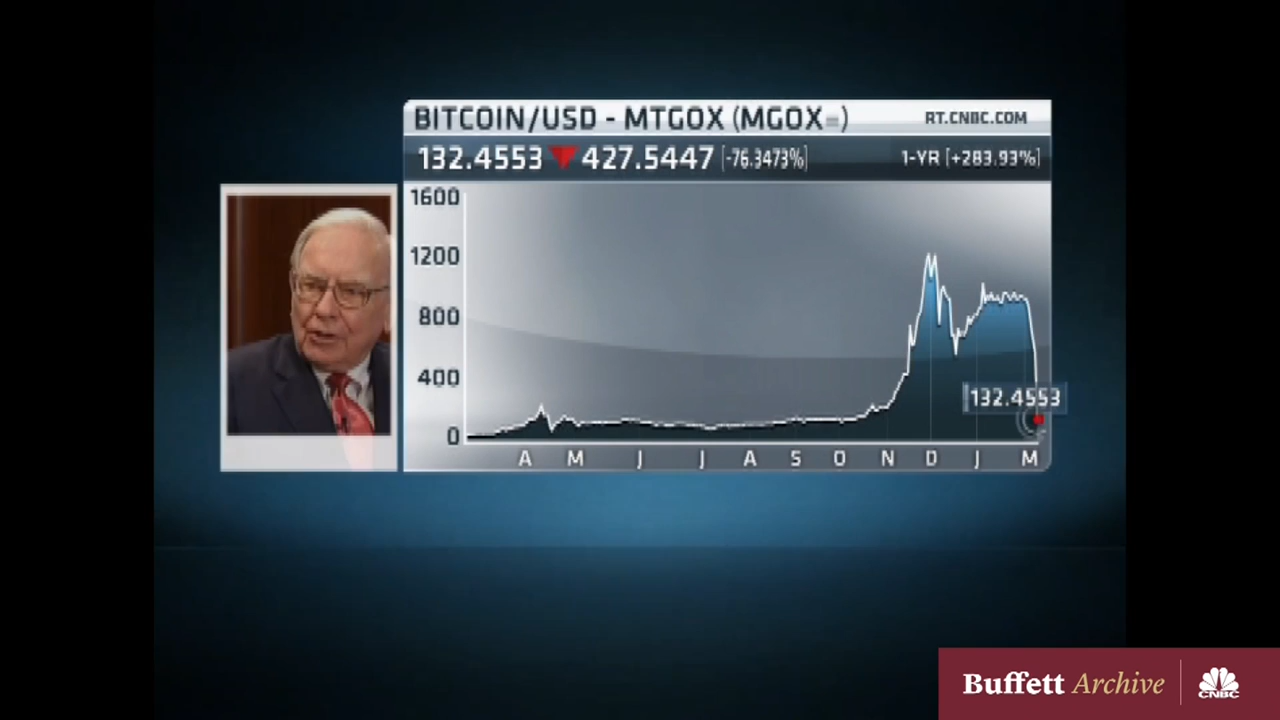 BITCOIN/USD - MTGOX (MGOX=)
RT.CNBC.COM
132.4553 ▼ 427.5447 [-76.3473%]
1-YR [+283.93%]
1600
1200
800
400
0
132.4553
A M J J A S O N D J M
Buffett Archive
CNBC